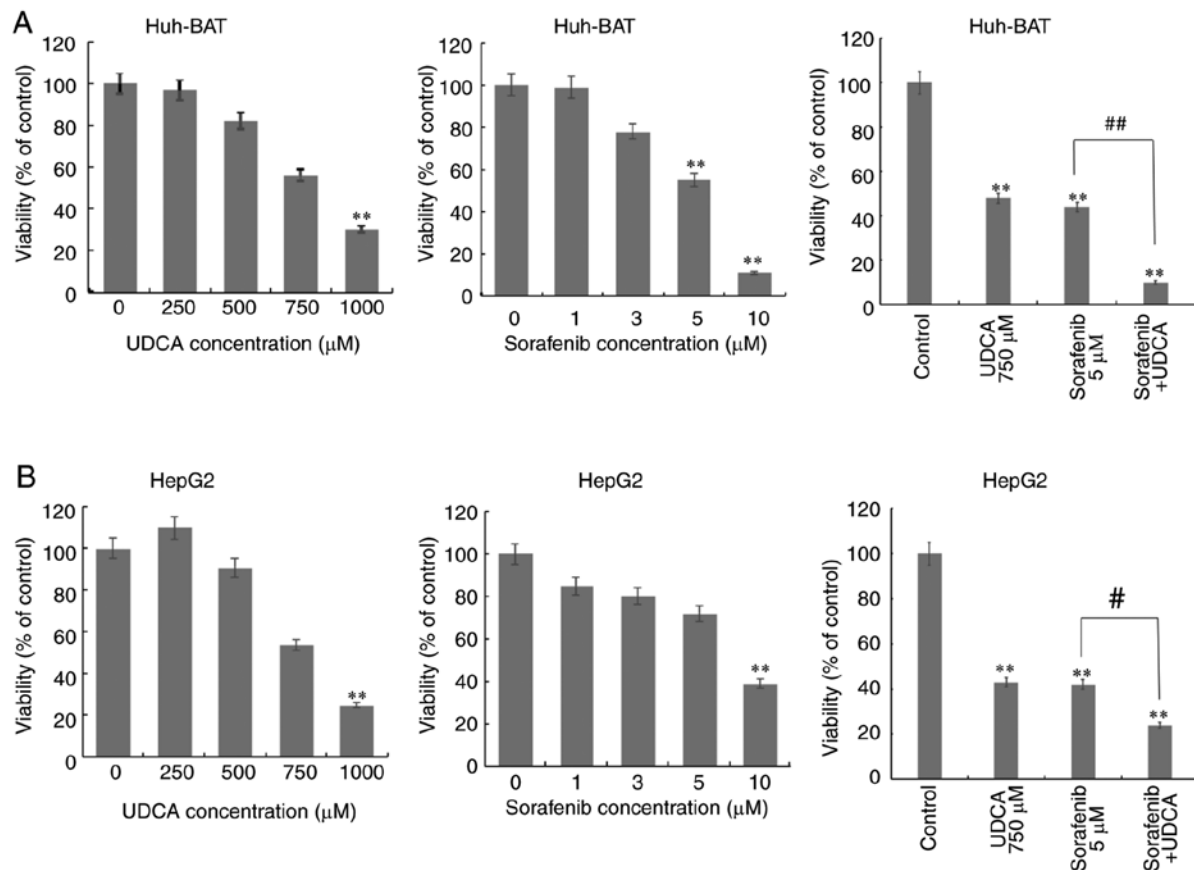 A
Huh-BAT
Viability (% of control)
120
100
80
60
40
20
0
**
0 250 500 750 1000
UDCA concentration (μM)
Huh-BAT
Viability (% of control)
120
100
80
60
40
20
0
**
**
0 1 3 5 10
Sorafenib concentration (μM)
Huh-BAT
Viability (% of control)
120
100
80
60
40
20
0
##
**
**
**
Control
UDCA
750 μM
Sorafenib
5 μM
Sorafenib
+UDCA
B
HepG2
Viability (% of control)
120
100
80
60
40
20
0
**
0 250 500 750 1000
UDCA concentration (μM)
HepG2
Viability (% of control)
120
100
80
60
40
20
0
**
0 1 3 5 10
Sorafenib concentration (μM)
HepG2
Viability (% of control)
120
100
80
60
40
20
0
#
**
**
**
Control
UDCA
750 μM
Sorafenib
5 μM
Sorafenib
+UDCA